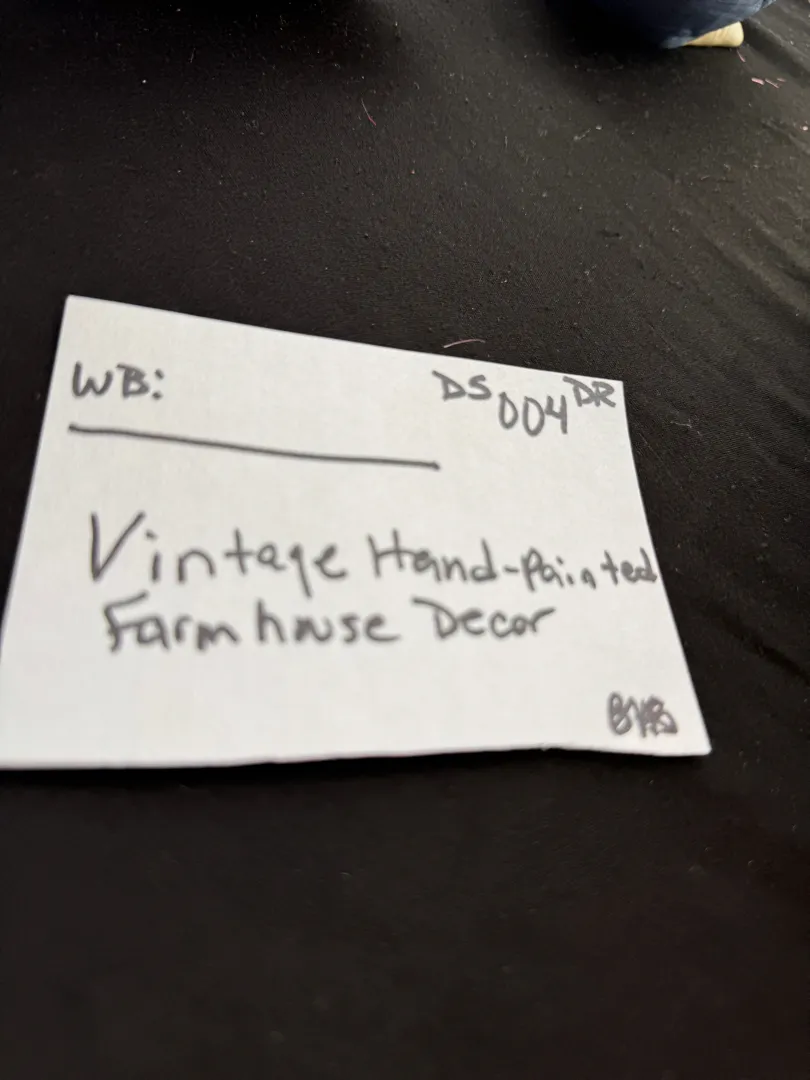 WB:
DS 004 DR
Vintage Hand-Painted
Farmhouse Decor